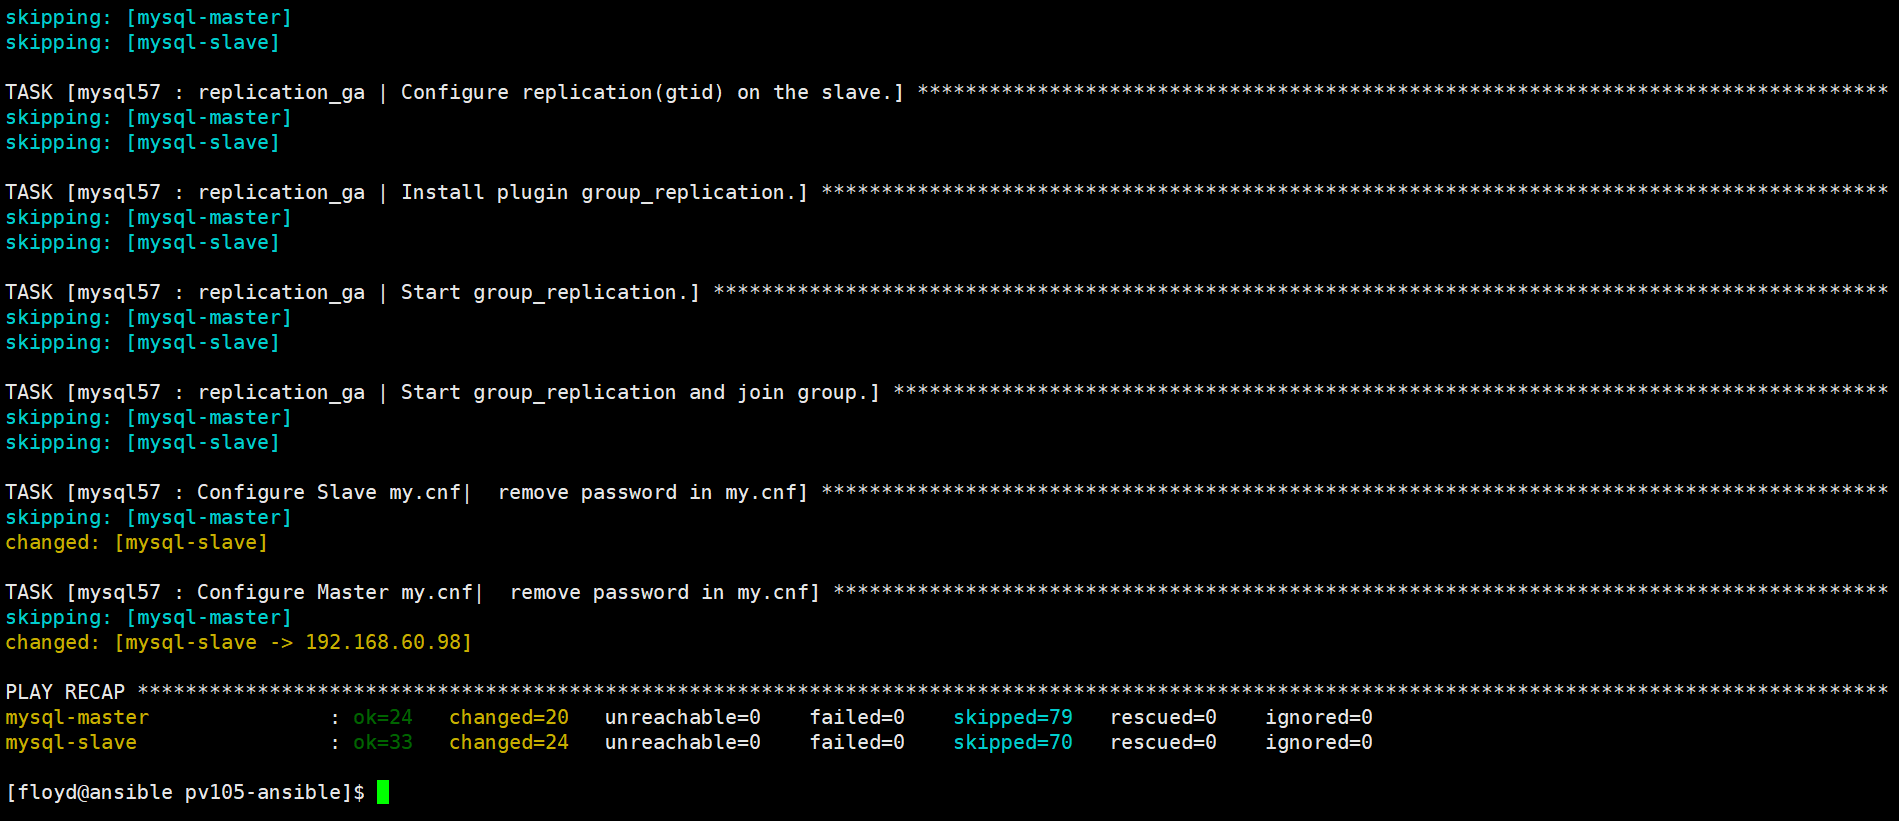 skipping: [mysql-master]
skipping: [mysql-slave]
TASK [mysql57 : replication_ga | Configure replication(gtid) on the slave.] *********************************************************************************
skipping: [mysql-master]
skipping: [mysql-slave]
TASK [mysql57 : replication_ga | Install plugin group_replication.] *****************************************************************************************
skipping: [mysql-master]
skipping: [mysql-slave]
TASK [mysql57 : replication_ga | Start group_replication.] **************************************************************************************************
skipping: [mysql-master]
skipping: [mysql-slave]
TASK [mysql57 : replication_ga | Start group_replication and join group.] ***********************************************************************************
skipping: [mysql-master]
skipping: [mysql-slave]
TASK [mysql57 : Configure Slave my.cnf|  remove password in my.cnf] *****************************************************************************************
skipping: [mysql-master]
changed: [mysql-slave]
TASK [mysql57 : Configure Master my.cnf|  remove password in my.cnf] ****************************************************************************************
skipping: [mysql-master]
changed: [mysql-slave -> 192.168.60.98]
PLAY RECAP **************************************************************************************************************************************************
mysql-master               : ok=24   changed=20   unreachable=0    failed=0    skipped=79   rescued=0    ignored=0
mysql-slave                : ok=33   changed=24   unreachable=0    failed=0    skipped=70   rescued=0    ignored=0
[floyd@ansible pv105-ansible]$